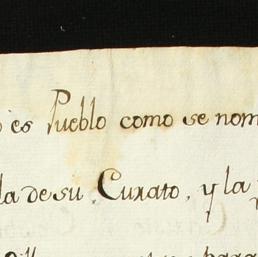 es Pueblo como se nom
la de su Curato, y la